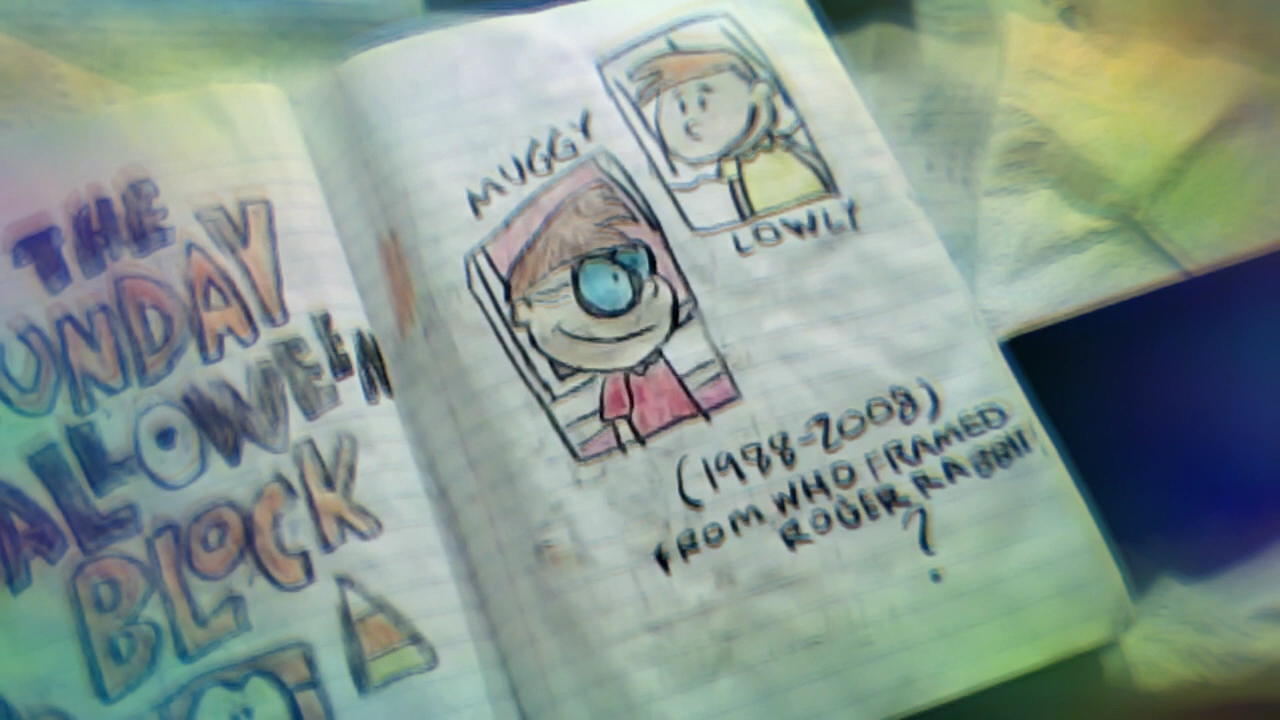 THE
UNDAY
ALLOWEEN
BLOCK
MUGGY
LOWLY
(1988-2008)
FROM WHO FRAMED
ROGER RABBIT
?